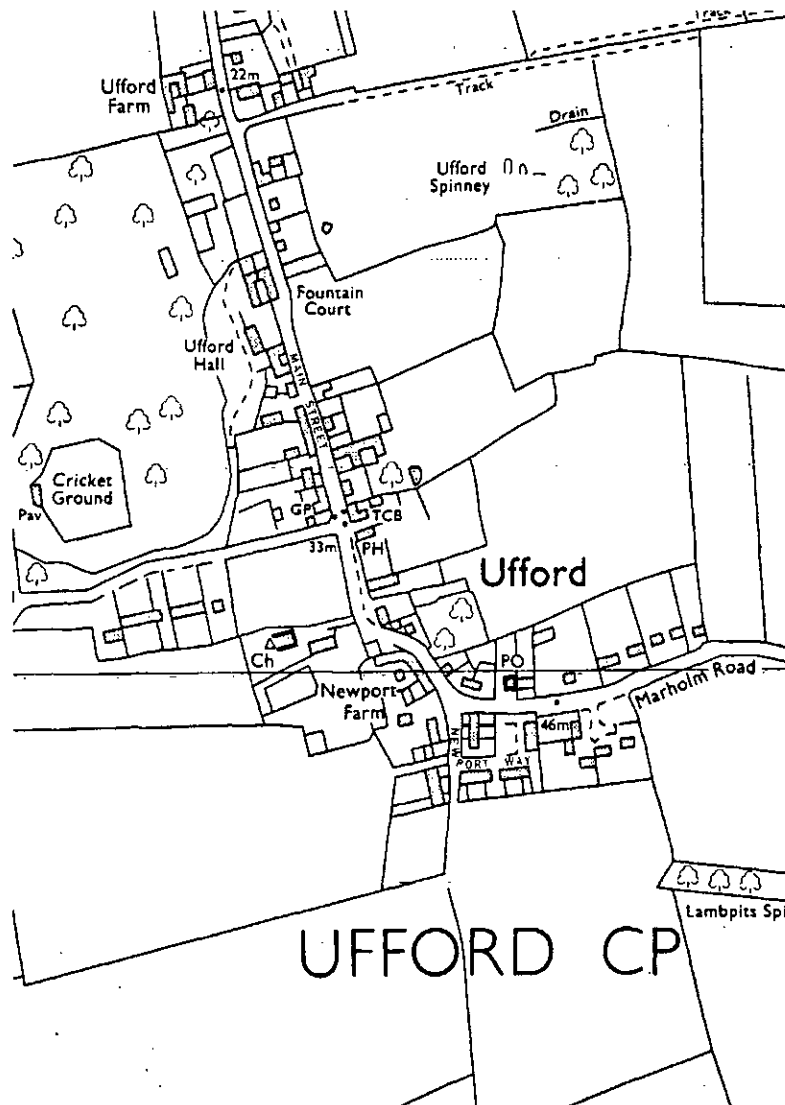 Track
Ufford
Farm
22m
Track
Drain
Ufford
Spinney
Fountain
Court
Ufford
Hall
MAIN STREET
Cricket
Ground
Pav
GP
TCB
33m
PH
Ufford
Ch
PO
Newport
Farm
Marholm Road
46m
NEW
PORT WAY
Lambpits Spi
UFFORD CP